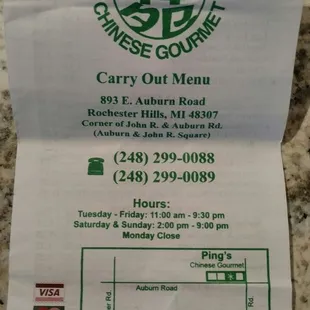 CHINESE GOURMET
Carry Out Menu
893 E. Auburn Road
Rochester Hills, MI 48307
Corner of John R. & Auburn Rd.
(Auburn & John R. Square)
(248) 299-0088
(248) 299-0089
Hours:
Tuesday - Friday: 11:00 am - 9:30 pm
Saturday & Sunday: 2:00 pm - 9:00 pm
Monday Close
Ping's
Chinese Gourmet
Auburn Road
VISA
Rd.